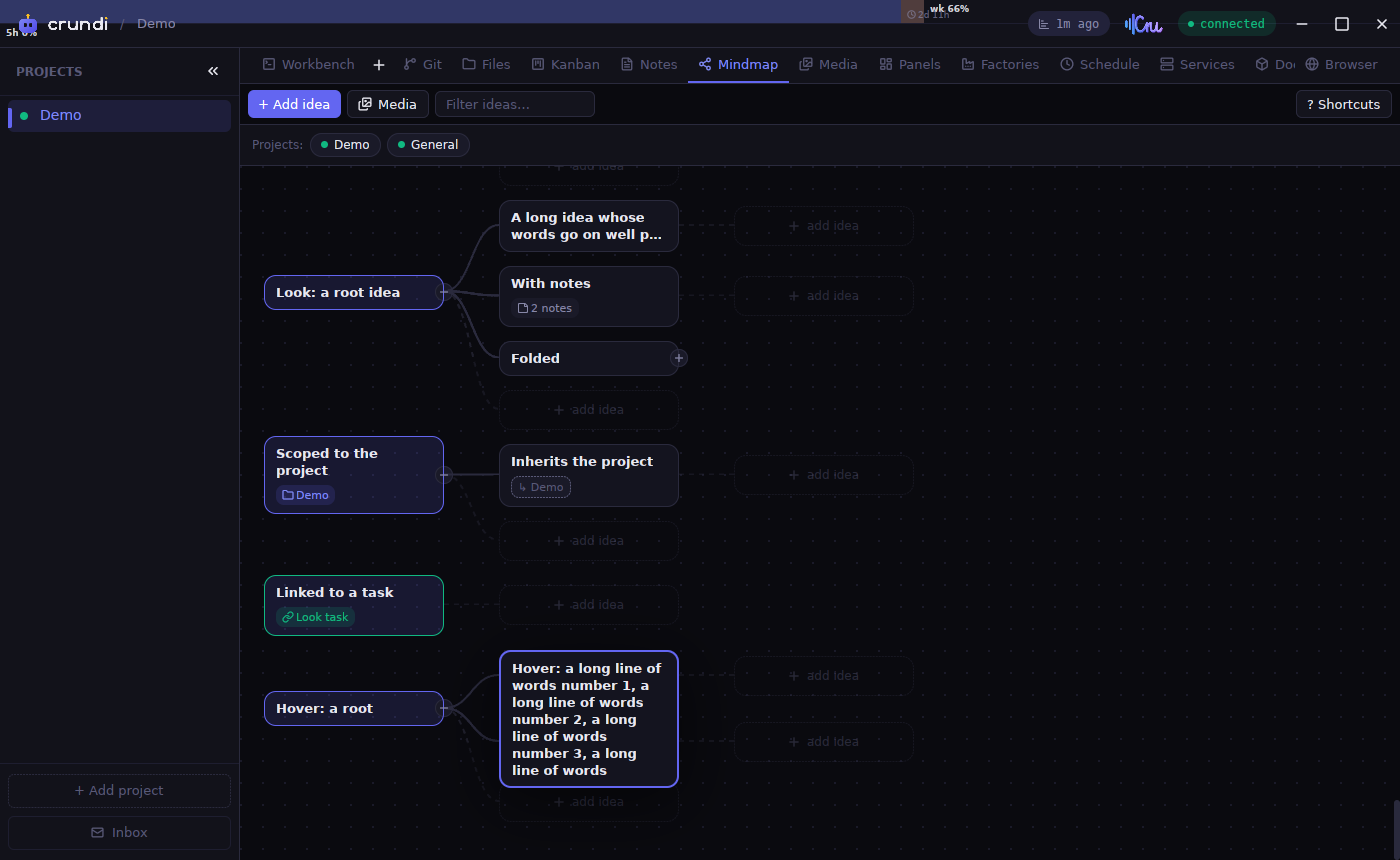 5h 0%
crundi / Demo
2d 11h
wk 66%
1m ago
Cru
connected
PROJECTS
Workbench
Git
Files
Kanban
Notes
Mindmap
Media
Panels
Factories
Schedule
Services
Doc
Browser
Demo
+ Add idea
Media
Filter ideas...
? Shortcuts
Projects:
Demo
General
+ add idea
A long idea whose
words go on well p…
+ add idea
Look: a root idea
With notes
2 notes
+ add idea
Folded
+ add idea
Scoped to the
project
Demo
Inherits the project
↳ Demo
+ add idea
+ add idea
Linked to a task
Look task
+ add idea
Hover: a root
Hover: a long line of
words number 1, a
long line of words
number 2, a long
line of words
number 3, a long
line of words
+ add idea
+ add idea
+ add idea
+ Add project
Inbox